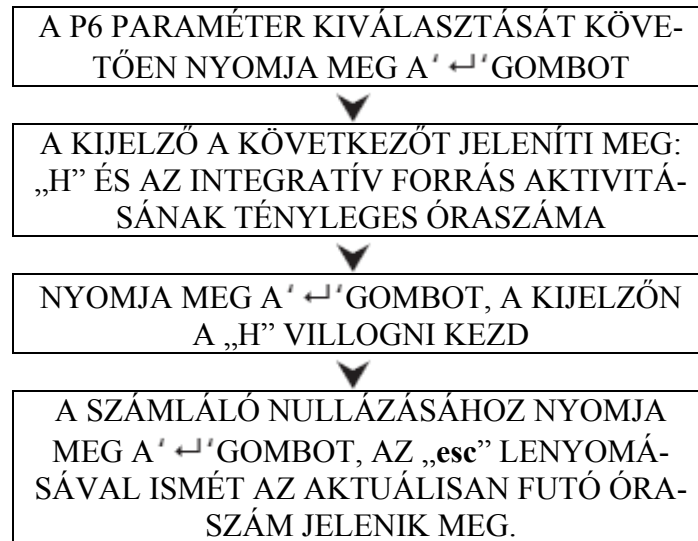 A P6 PARAMÉTER KIVÁLASZTÁSÁT KÖVE-
TŐEN NYOMJA MEG A '↵' GOMBOT
A KIJELZŐ A KÖVETKEZŐT JELENÍTI MEG:
„H” ÉS AZ INTEGRATÍV FORRÁS AKTIVITÁ-
SÁNAK TÉNYLEGES ÓRASZÁMA
NYOMJA MEG A '↵' GOMBOT, A KIJELZŐN
A „H” VILLOGNI KEZD
A SZÁMLÁLÓ NULLÁZÁSÁHOZ NYOMJA
MEG A '↵' GOMBOT, AZ „esc” LENYOMÁ-
SÁVAL ISMÉT AZ AKTUÁLISAN FUTÓ ÓRA-
SZÁM JELENIK MEG.